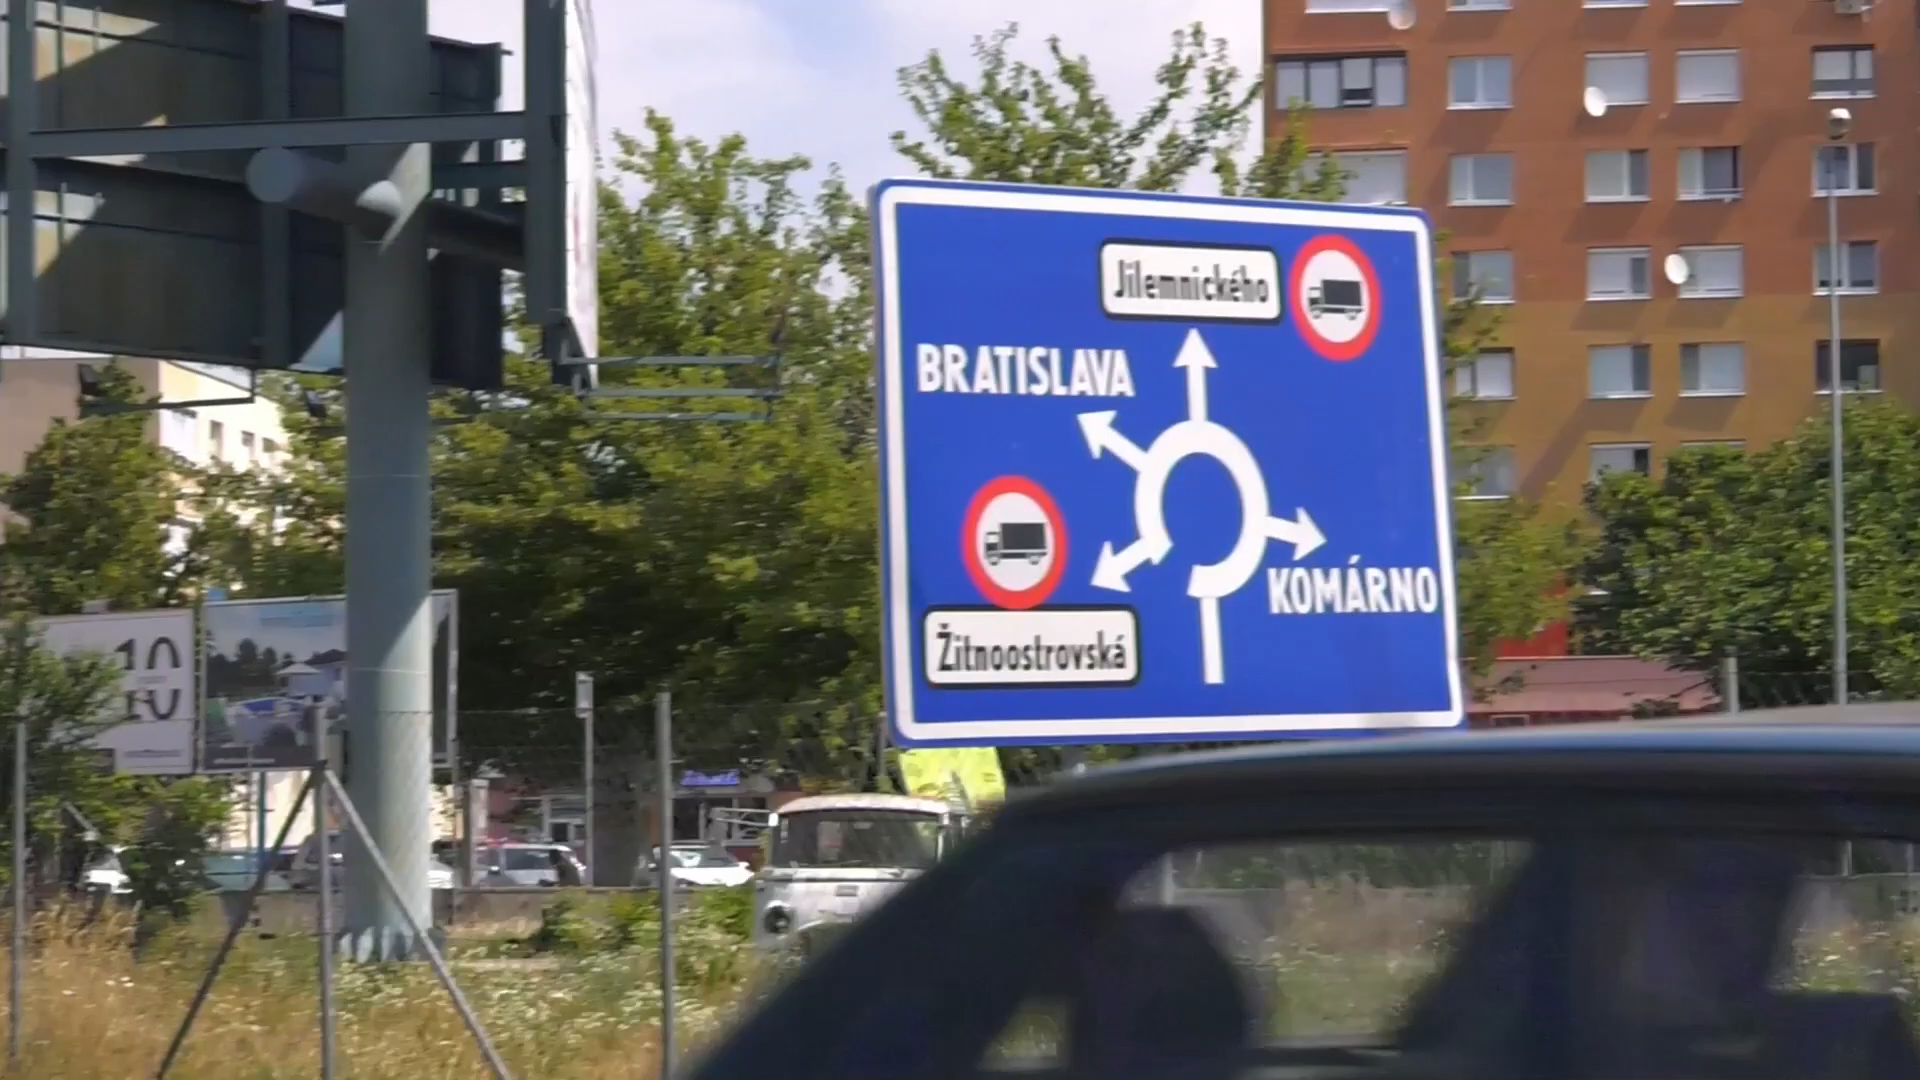 Jilemnického
BRATISLAVA
KOMÁRNO
Žitnoostrovská
10